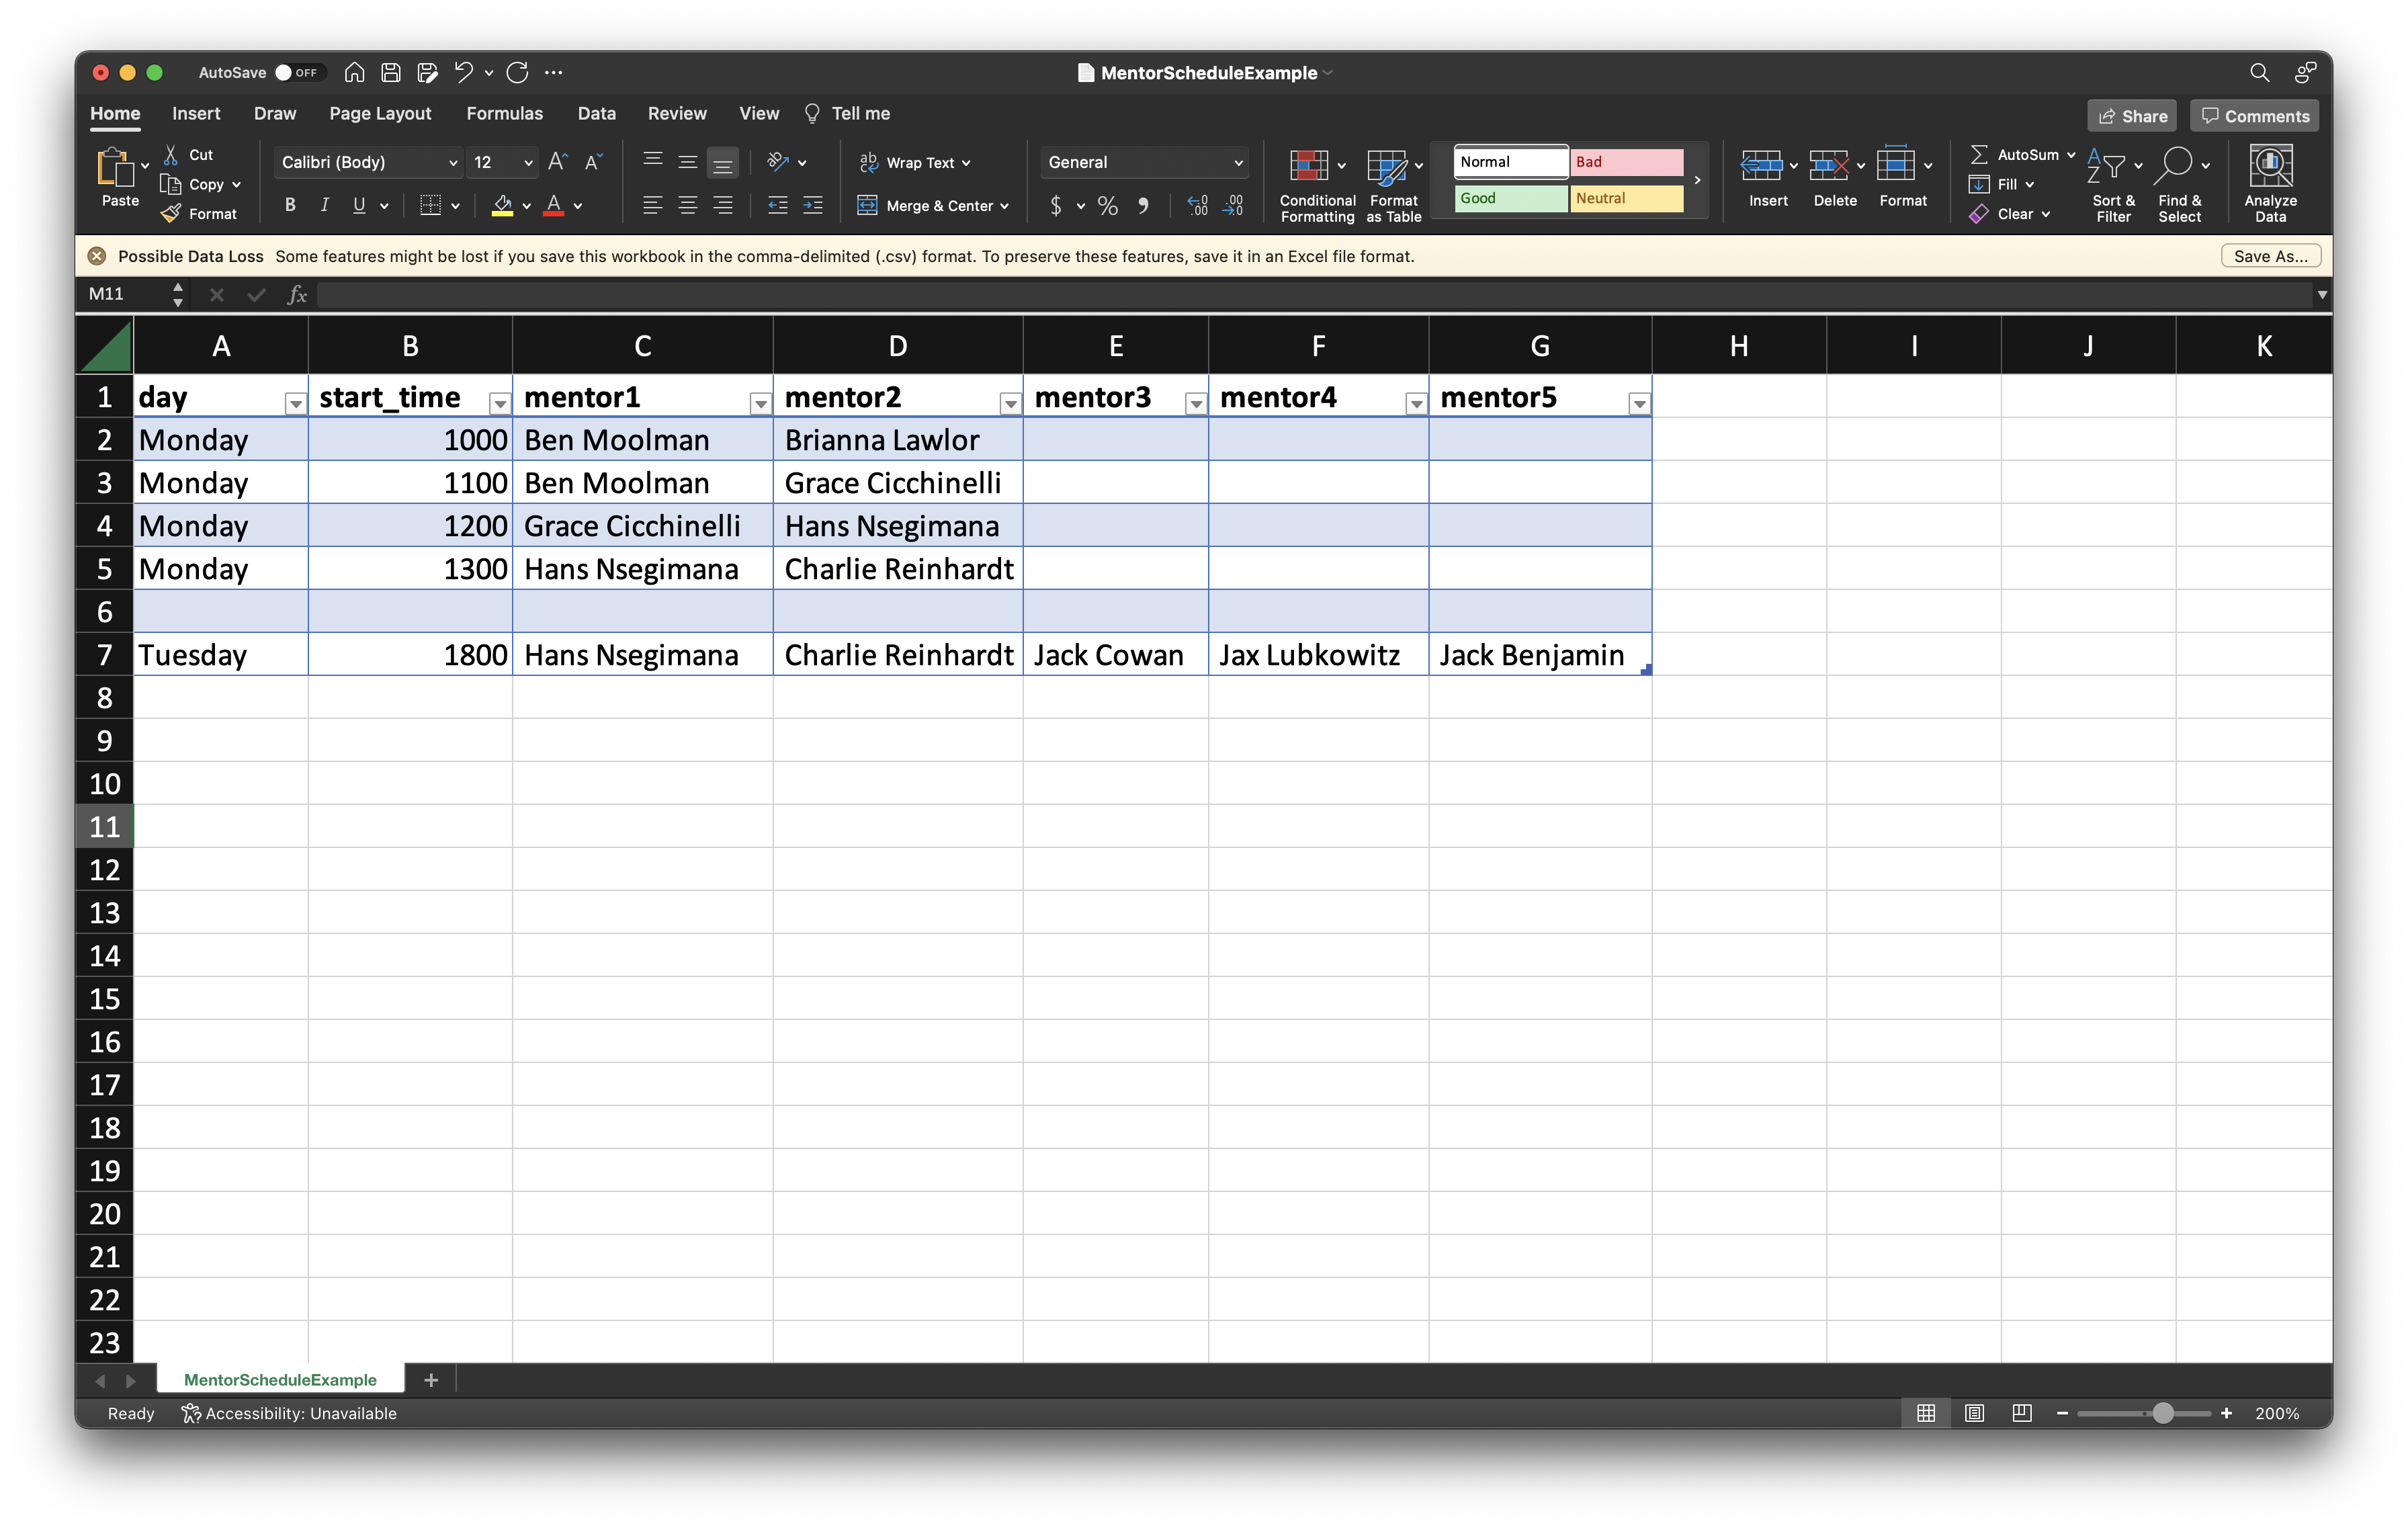 AutoSave OFF MentorScheduleExample
Home Insert Draw Page Layout Formulas Data Review View Tell me Share Comments
Paste Cut Copy Format
Calibri (Body) 12 A A
B I U A
ab Wrap Text
Merge & Center
General
$ % 9 .0 .00 .00 .0
Conditional Formatting
Format as Table
Normal Bad
Good Neutral
Insert Delete Format
AutoSum
Fill
Clear
Sort & Filter
Find & Select
Analyze Data
Possible Data Loss Some features might be lost if you save this workbook in the comma-delimited (.csv) format. To preserve these features, save it in an Excel file format. Save As...
M11 fx
A B C D E F G H I J K
1 day start_time mentor1 mentor2 mentor3 mentor4 mentor5
2 Monday 1000 Ben Moolman Brianna Lawlor
3 Monday 1100 Ben Moolman Grace Cicchinelli
4 Monday 1200 Grace Cicchinelli Hans Nsegimana
5 Monday 1300 Hans Nsegimana Charlie Reinhardt
6
7 Tuesday 1800 Hans Nsegimana Charlie Reinhardt Jack Cowan Jax Lubkowitz Jack Benjamin
8
9
10
11
12
13
14
15
16
17
18
19
20
21
22
23
MentorScheduleExample +
Ready Accessibility: Unavailable − + 200%